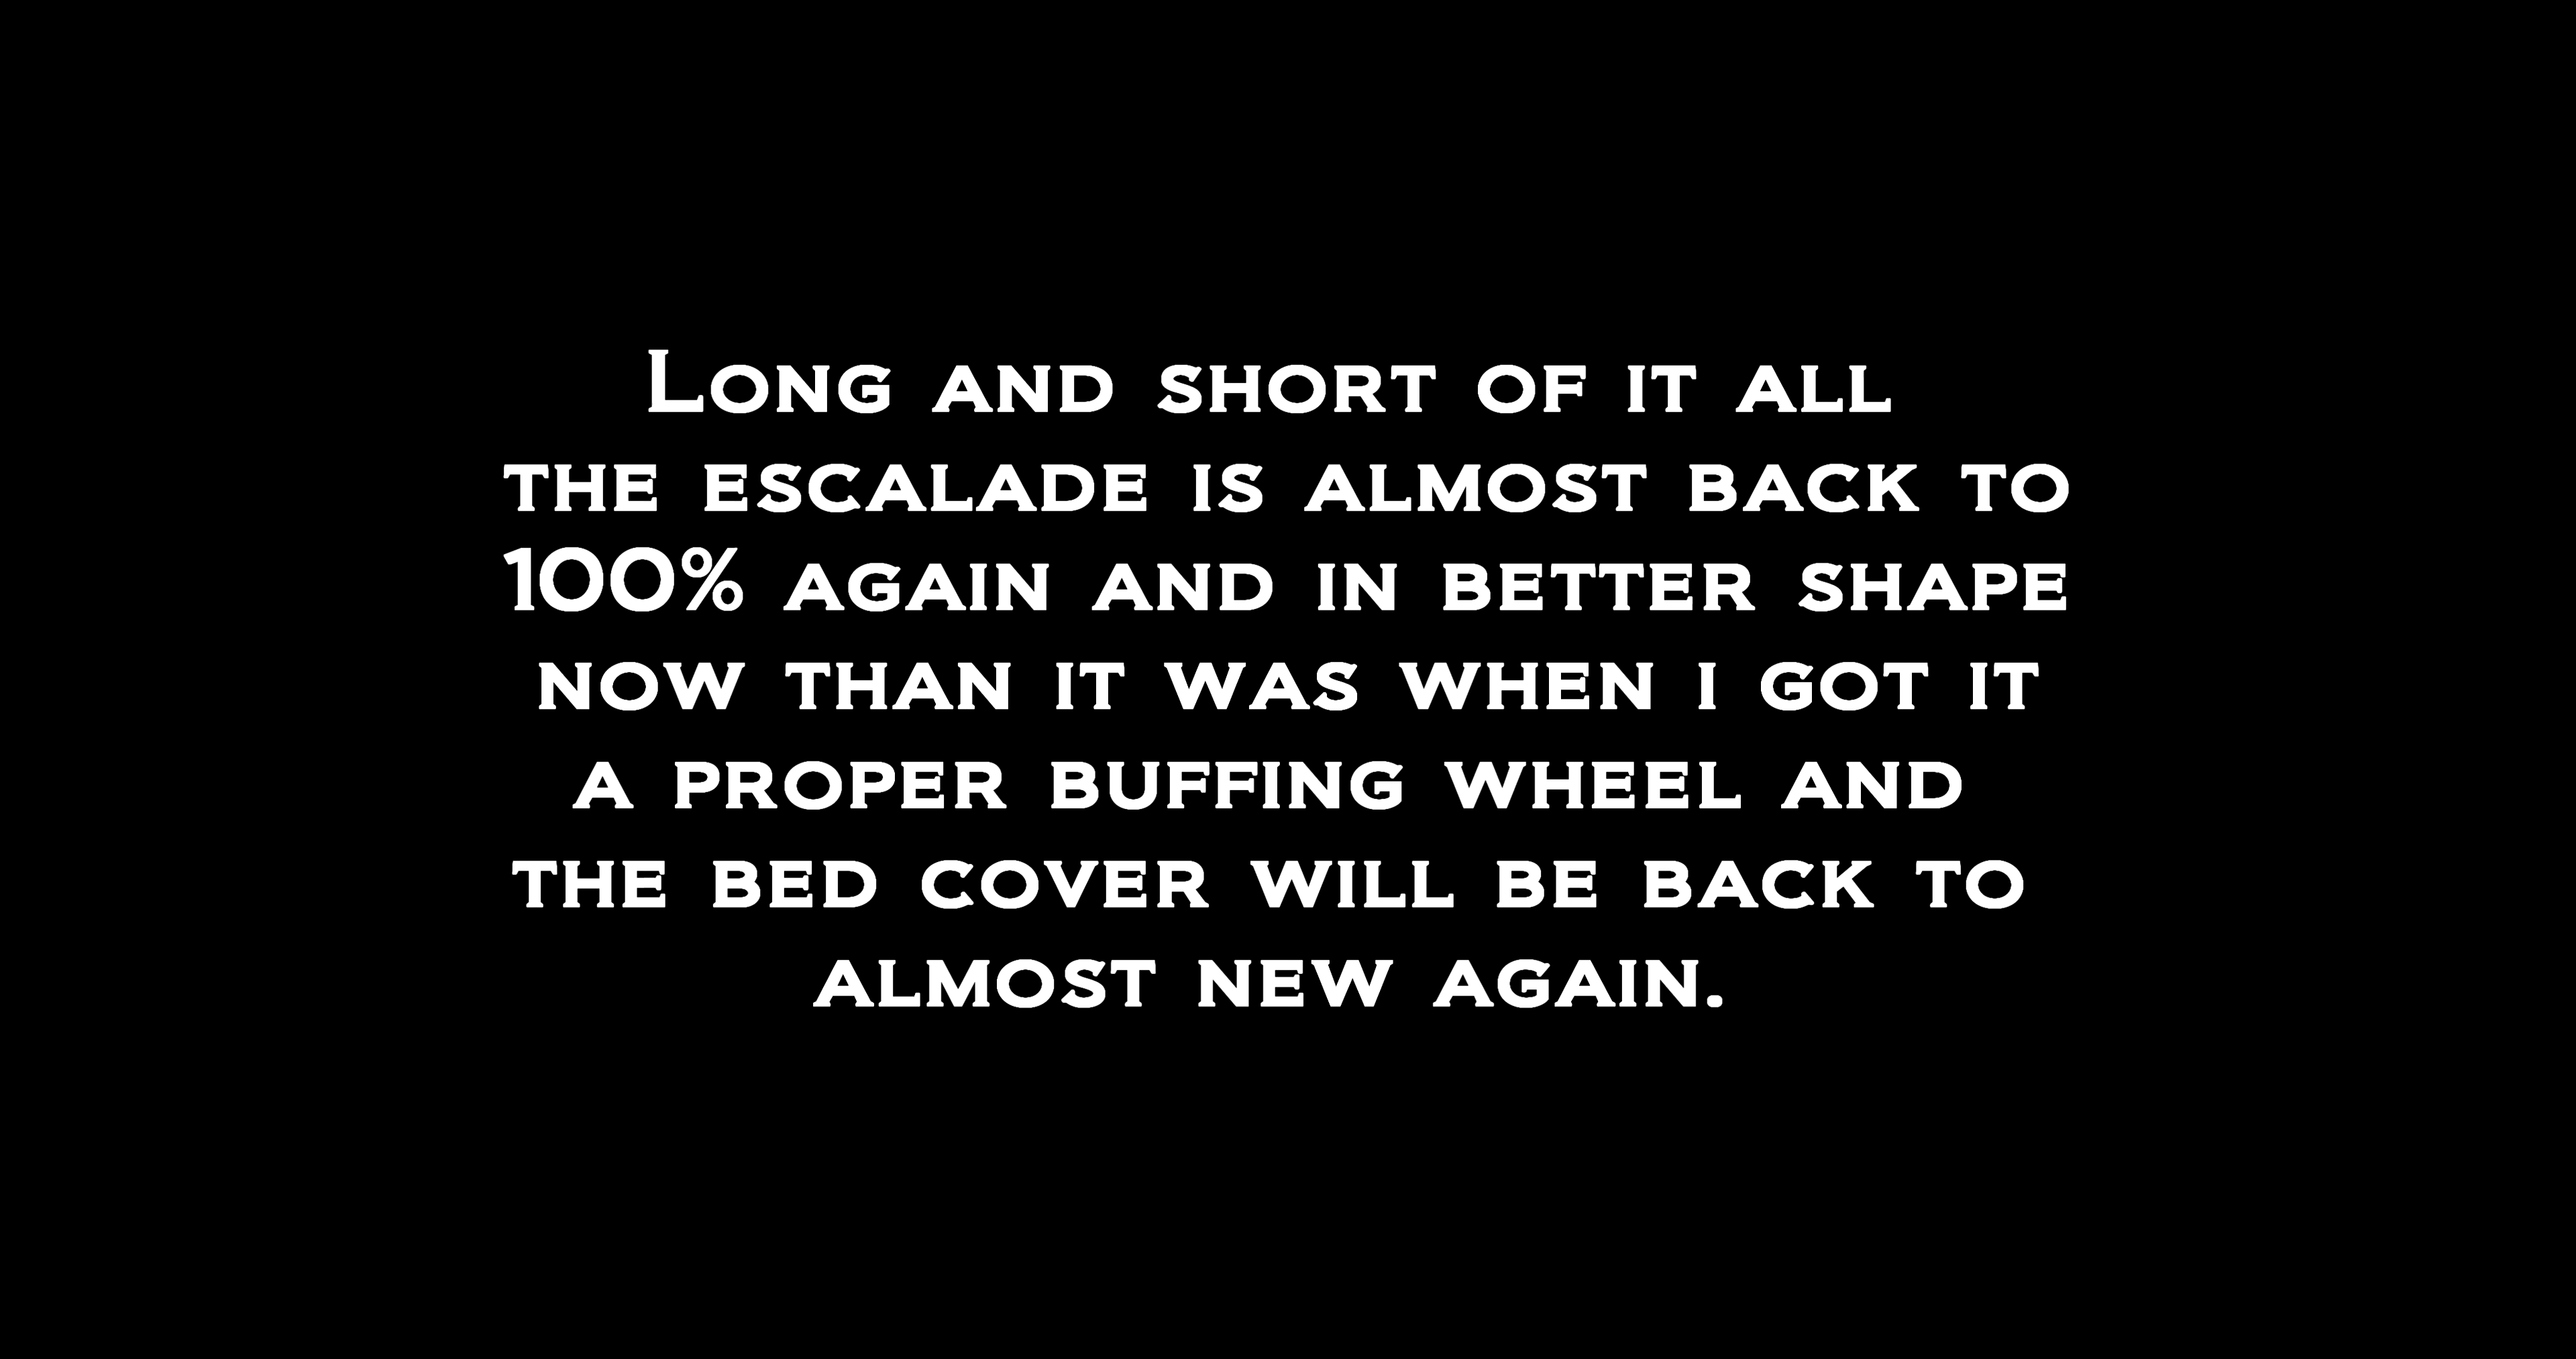 Long and short of it all
the escalade is almost back to
100% again and in better shape
now than it was when i got it
a proper buffing wheel and
the bed cover will be back to
almost new again.